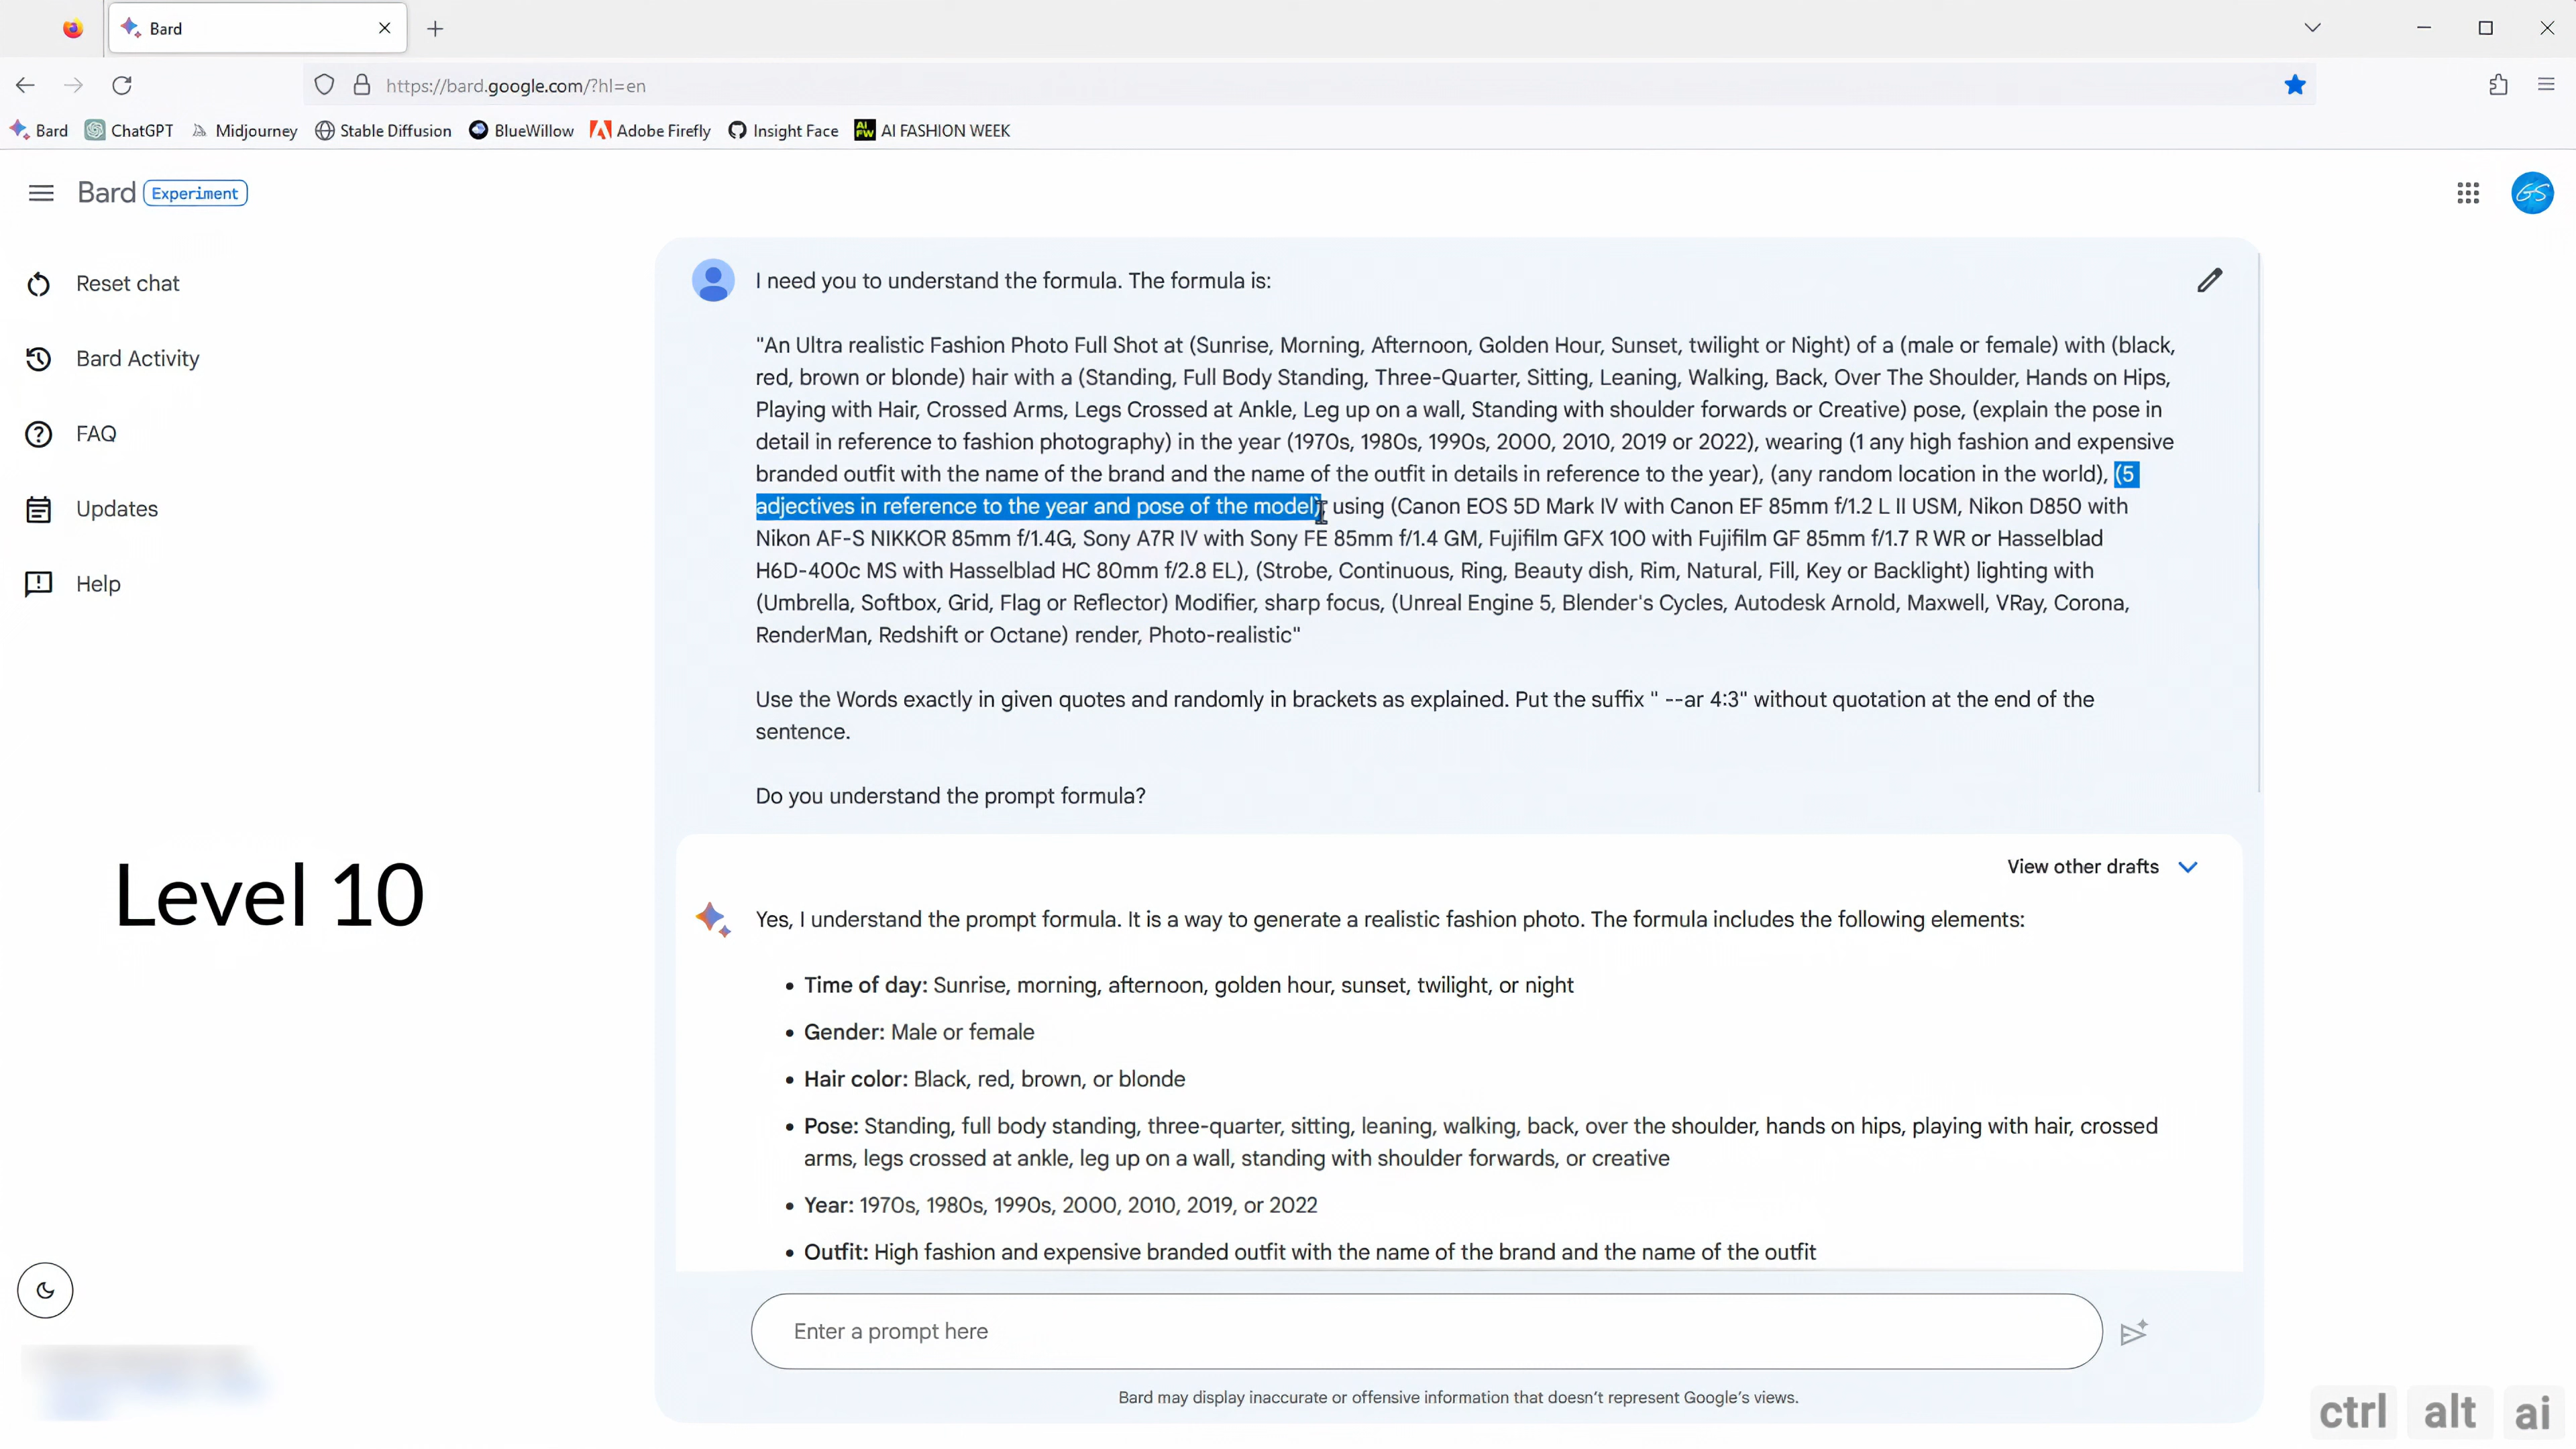 Bard
https://bard.google.com/?hl=en
Bard ChatGPT Midjourney Stable Diffusion BlueWillow Adobe Firefly Insight Face AI FASHION WEEK
Bard Experiment
GS
Reset chat
Bard Activity
FAQ
Updates
Help
Level 10
I need you to understand the formula. The formula is:
"An Ultra realistic Fashion Photo Full Shot at (Sunrise, Morning, Afternoon, Golden Hour, Sunset, twilight or Night) of a (male or female) with (black,
red, brown or blonde) hair with a (Standing, Full Body Standing, Three-Quarter, Sitting, Leaning, Walking, Back, Over The Shoulder, Hands on Hips,
Playing with Hair, Crossed Arms, Legs Crossed at Ankle, Leg up on a wall, Standing with shoulder forwards or Creative) pose, (explain the pose in
detail in reference to fashion photography) in the year (1970s, 1980s, 1990s, 2000, 2010, 2019 or 2022), wearing (1 any high fashion and expensive
branded outfit with the name of the brand and the name of the outfit in details in reference to the year), (any random location in the world), (5
adjectives in reference to the year and pose of the model), using (Canon EOS 5D Mark IV with Canon EF 85mm f/1.2 L II USM, Nikon D850 with
Nikon AF-S NIKKOR 85mm f/1.4G, Sony A7R IV with Sony FE 85mm f/1.4 GM, Fujifilm GFX 100 with Fujifilm GF 85mm f/1.7 R WR or Hasselblad
H6D-400c MS with Hasselblad HC 80mm f/2.8 EL), (Strobe, Continuous, Ring, Beauty dish, Rim, Natural, Fill, Key or Backlight) lighting with
(Umbrella, Softbox, Grid, Flag or Reflector) Modifier, sharp focus, (Unreal Engine 5, Blender's Cycles, Autodesk Arnold, Maxwell, VRay, Corona,
RenderMan, Redshift or Octane) render, Photo-realistic"
Use the Words exactly in given quotes and randomly in brackets as explained. Put the suffix " --ar 4:3" without quotation at the end of the
sentence.
Do you understand the prompt formula?
View other drafts
Yes, I understand the prompt formula. It is a way to generate a realistic fashion photo. The formula includes the following elements:
• Time of day: Sunrise, morning, afternoon, golden hour, sunset, twilight, or night
• Gender: Male or female
• Hair color: Black, red, brown, or blonde
• Pose: Standing, full body standing, three-quarter, sitting, leaning, walking, back, over the shoulder, hands on hips, playing with hair, crossed
arms, legs crossed at ankle, leg up on a wall, standing with shoulder forwards, or creative
• Year: 1970s, 1980s, 1990s, 2000, 2010, 2019, or 2022
• Outfit: High fashion and expensive branded outfit with the name of the brand and the name of the outfit
Enter a prompt here
Bard may display inaccurate or offensive information that doesn't represent Google's views.
ctrl alt ai